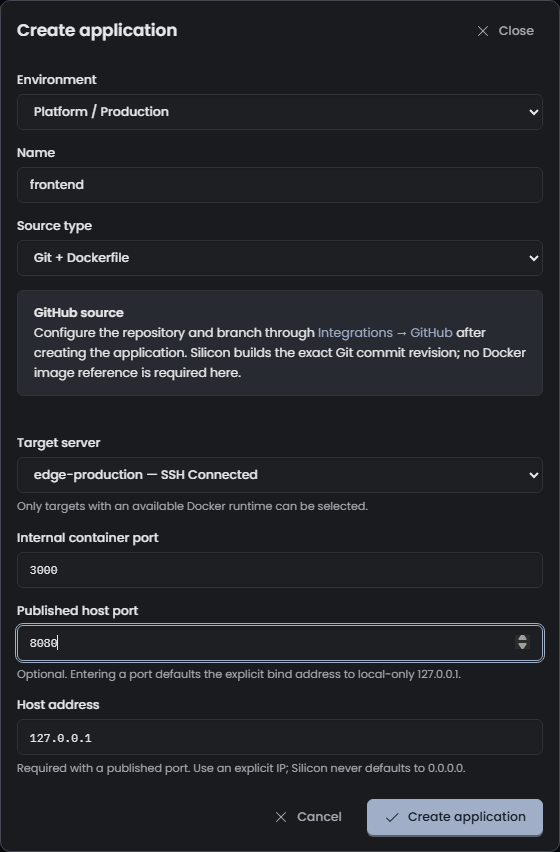 Create application
Close
Environment
Platform / Production
Name
frontend
Source type
Git + Dockerfile
GitHub source
Configure the repository and branch through Integrations → GitHub after
creating the application. Silicon builds the exact Git commit revision; no Docker
image reference is required here.
Target server
edge-production — SSH Connected
Only targets with an available Docker runtime can be selected.
Internal container port
3000
Published host port
8080
Optional. Entering a port defaults the explicit bind address to local-only 127.0.0.1.
Host address
127.0.0.1
Required with a published port. Use an explicit IP; Silicon never defaults to 0.0.0.0.
Cancel
Create application